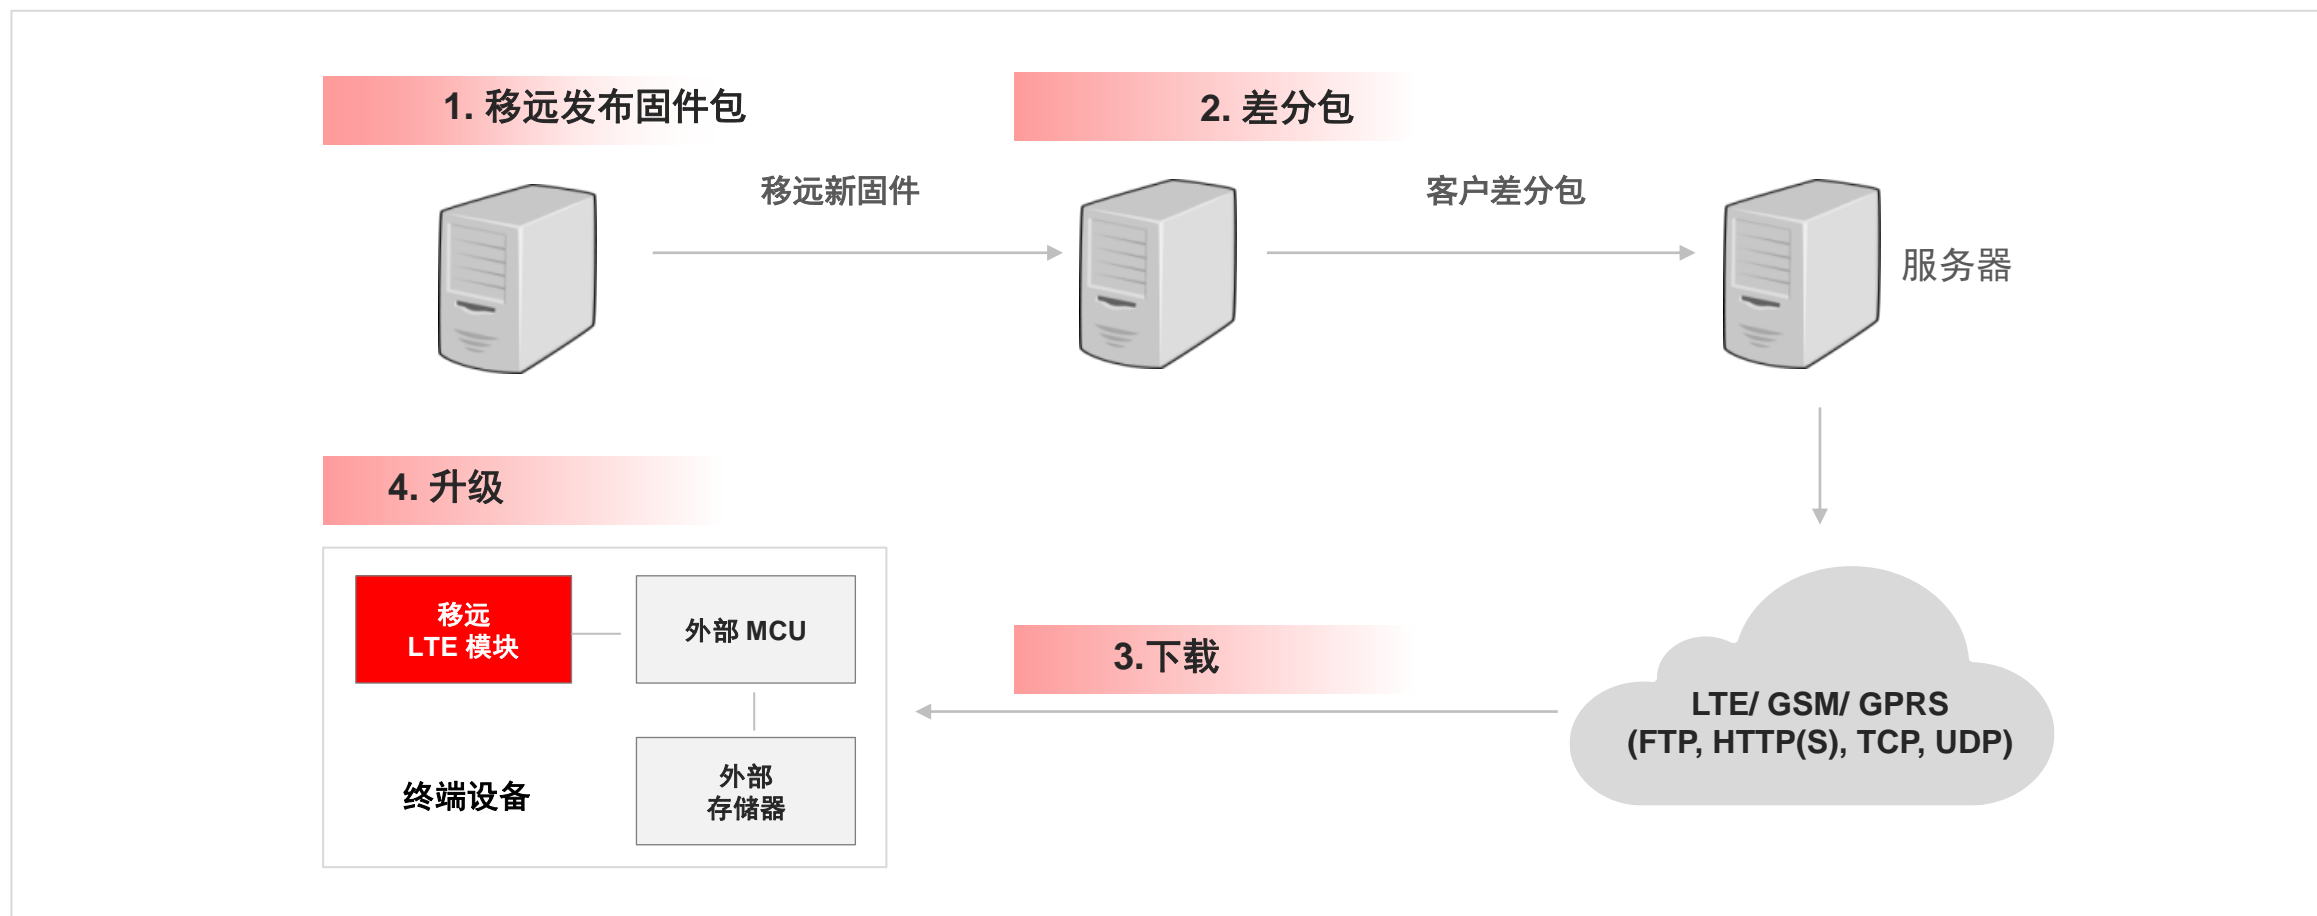 1. 移远发布固件包
2. 差分包
移远新固件
客户差分包
服务器
4. 升级
移远
LTE 模块
外部 MCU
外部
存储器
终端设备
3.下载
LTE/ GSM/ GPRS
(FTP, HTTP(S), TCP, UDP)